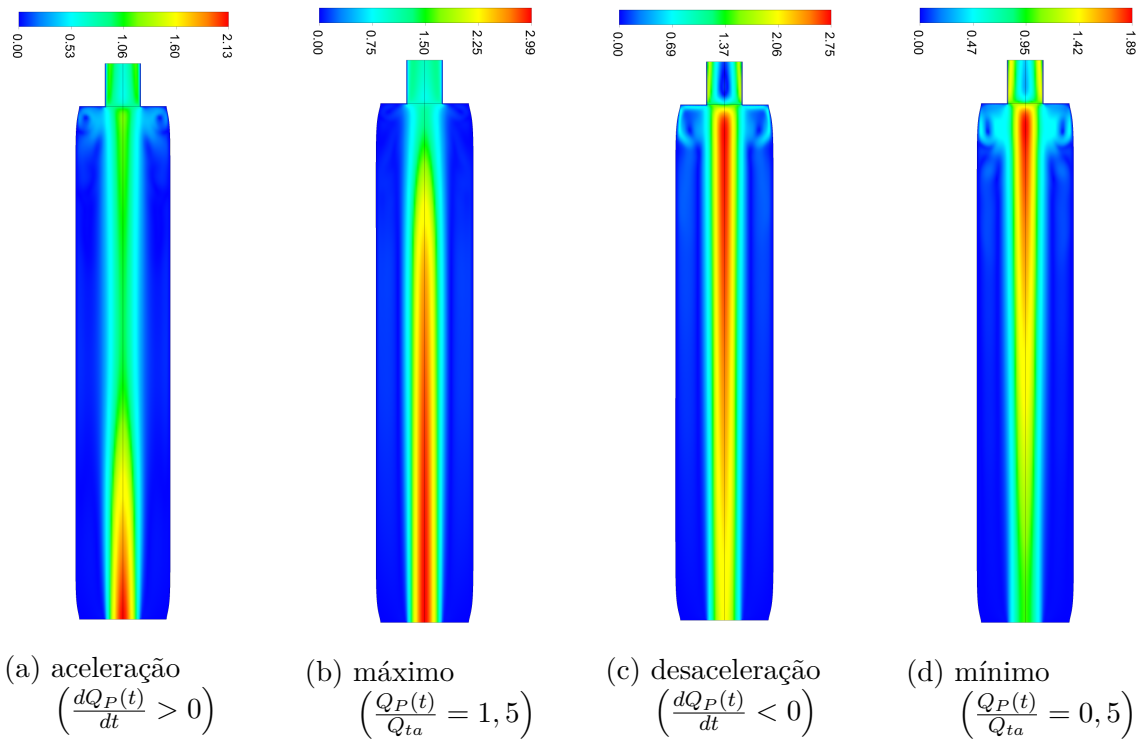 0.00 0.53 1.06 1.60 2.13
0.00 0.75 1.50 2.25 2.99
0.00 0.69 1.37 2.06 2.75
0.00 0.47 0.95 1.42 1.89
(a) aceleração
(dQ_P(t)/dt > 0)
(b) máximo
(Q_P(t)/Q_ta = 1, 5)
(c) desaceleração
(dQ_P(t)/dt < 0)
(d) mínimo
(Q_P(t)/Q_ta = 0, 5)